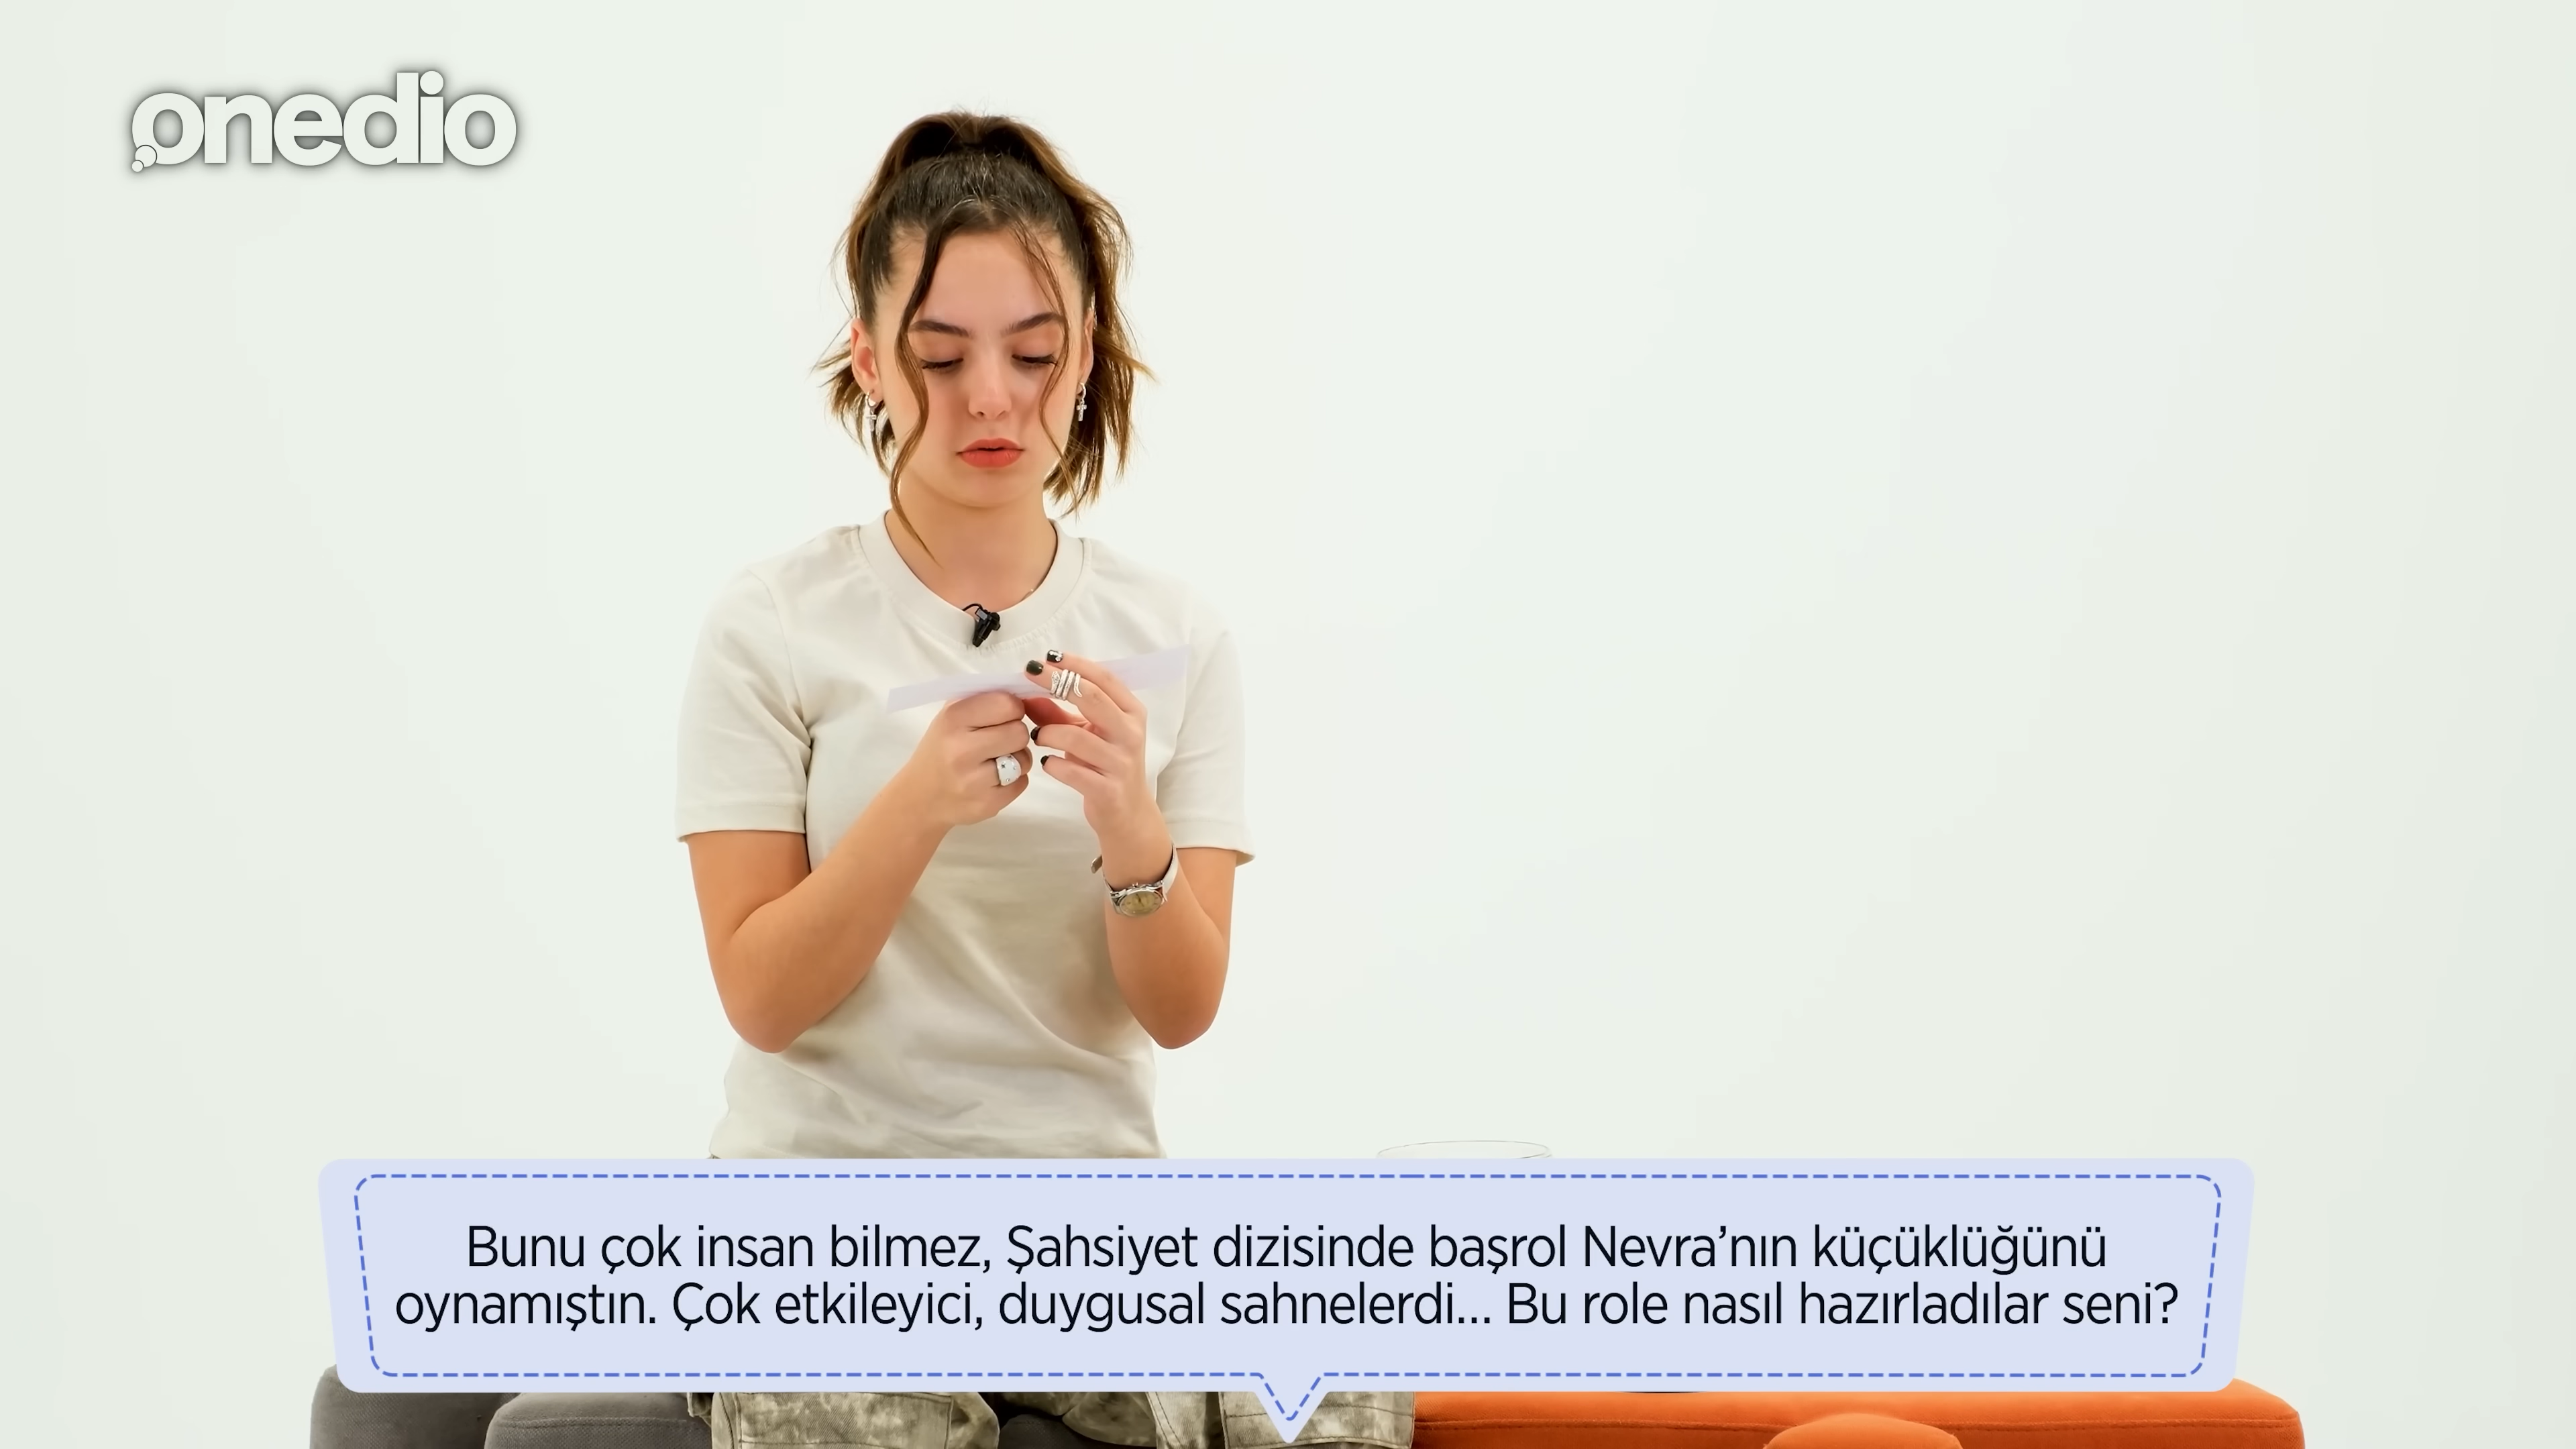 onedio
Bunu çok insan bilmez, Şahsiyet dizisinde başrol Nevra’nın küçüklüğünü
oynamıştın. Çok etkileyici, duygusal sahnelerdi... Bu role nasıl hazırladılar seni?